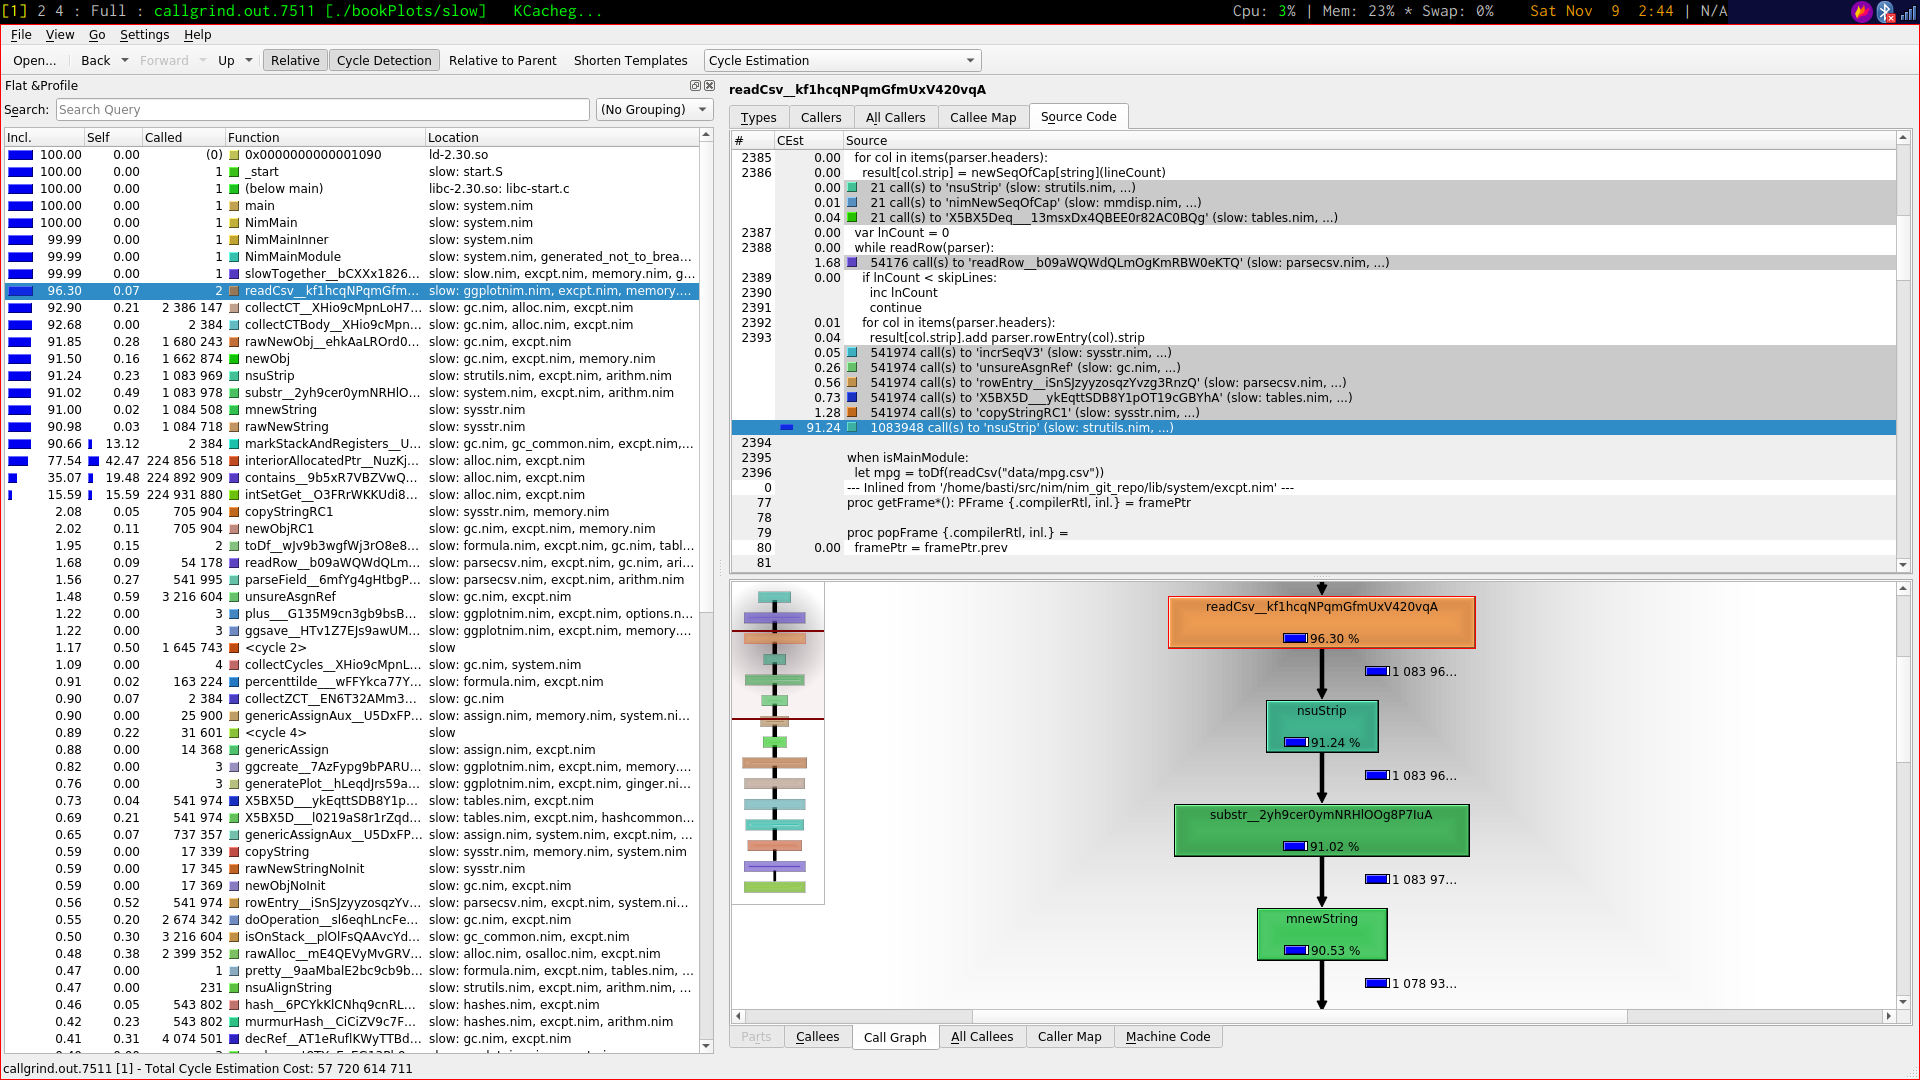 [1] 2 4 : Full : callgrind.out.7511 [./bookPlots/slow] KCacheg... Cpu: 3% | Mem: 23% * Swap: 0% Sat Nov 9 2:44 | N/A
File View Go Settings Help
Open... Back Forward Up Relative Cycle Detection Relative to Parent Shorten Templates Cycle Estimation
Flat &Profile
Search: Search Query (No Grouping)
Incl. Self Called Function Location
100.00 0.00 (0) 0x0000000000001090 ld-2.30.so
100.00 0.00 1 _start slow: start.S
100.00 0.00 1 (below main) libc-2.30.so: libc-start.c
100.00 0.00 1 main slow: system.nim
100.00 0.00 1 NimMain slow: system.nim
99.99 0.00 1 NimMainInner slow: system.nim
99.99 0.00 1 NimMainModule slow: system.nim, generated_not_to_brea...
99.99 0.00 1 slowTogether__bCXXx1826... slow: slow.nim, excpt.nim, memory.nim, g...
96.30 0.07 2 readCsv__kf1hcqNPqmGfm... slow: ggplotnim.nim, excpt.nim, memory....
92.90 0.21 2 386 147 collectCT__XHio9cMpnLoH7... slow: gc.nim, alloc.nim, excpt.nim
92.68 0.00 2 384 collectCTBody__XHio9cMpn... slow: gc.nim, alloc.nim, excpt.nim
91.85 0.28 1 680 243 rawNewObj__ehkAaLROrd0... slow: gc.nim, excpt.nim
91.50 0.16 1 662 874 newObj slow: gc.nim, excpt.nim, memory.nim
91.24 0.23 1 083 969 nsuStrip slow: strutils.nim, excpt.nim, arithm.nim
91.02 0.49 1 083 978 substr__2yh9cer0ymNRHlO... slow: system.nim, excpt.nim, arithm.nim
91.00 0.02 1 084 508 mnewString slow: sysstr.nim
90.98 0.03 1 084 718 rawNewString slow: sysstr.nim
90.66 13.12 2 384 markStackAndRegisters__U... slow: gc.nim, gc_common.nim, excpt.nim,...
77.54 42.47 224 856 518 interiorAllocatedPtr__NuzKj... slow: alloc.nim, excpt.nim
35.07 19.48 224 892 909 contains__9b5xR7VBZVwQ... slow: alloc.nim, excpt.nim
15.59 15.59 224 931 880 intSetGet__O3FRrWKKUdi8... slow: alloc.nim, excpt.nim
2.08 0.05 705 904 copyStringRC1 slow: sysstr.nim, memory.nim
2.02 0.11 705 904 newObjRC1 slow: gc.nim, excpt.nim, memory.nim
1.95 0.15 2 toDf__wJv9b3wgfWj3rO8e8... slow: formula.nim, excpt.nim, gc.nim, tabl...
1.68 0.09 54 178 readRow__b09aWQWdQLm... slow: parsecsv.nim, excpt.nim, gc.nim, ari...
1.56 0.27 541 995 parseField__6mfYg4gHtbgP... slow: parsecsv.nim, excpt.nim, arithm.nim
1.48 0.59 3 216 604 unsureAsgnRef slow: gc.nim, excpt.nim
1.22 0.00 3 plus___G135M9cn3gb9bsB... slow: ggplotnim.nim, excpt.nim, options.n...
1.22 0.00 3 ggsave__HTv1Z7EJs9awUM... slow: ggplotnim.nim, excpt.nim, memory....
1.17 0.50 1 645 743 <cycle 2> slow
1.09 0.00 4 collectCycles__XHio9cMpnL... slow: gc.nim, system.nim
0.91 0.02 163 224 percenttilde___wFFYkca77Y... slow: formula.nim, excpt.nim
0.90 0.07 2 384 collectZCT__EN6T32AMm3... slow: gc.nim
0.90 0.00 25 900 genericAssignAux__U5DxFP... slow: assign.nim, memory.nim, system.ni...
0.89 0.22 31 601 <cycle 4> slow
0.88 0.00 14 368 genericAssign slow: assign.nim, excpt.nim
0.82 0.00 3 ggcreate__7AzFypg9bPARU... slow: ggplotnim.nim, excpt.nim, memory....
0.76 0.00 3 generatePlot__hLeqdJrs59a... slow: ggplotnim.nim, excpt.nim, ginger.ni...
0.73 0.04 541 974 X5BX5D___ykEqttSDB8Y1p... slow: tables.nim, excpt.nim
0.69 0.21 541 974 X5BX5D___l0219aS8r1rZqd... slow: tables.nim, excpt.nim, hashcommon...
0.65 0.07 737 357 genericAssignAux__U5DxFP... slow: assign.nim, system.nim, excpt.nim, ...
0.59 0.00 17 339 copyString slow: sysstr.nim, memory.nim, system.nim
0.59 0.00 17 345 rawNewStringNoInit slow: sysstr.nim
0.59 0.00 17 369 newObjNoInit slow: gc.nim, excpt.nim
0.56 0.52 541 974 rowEntry__iSnSJzyyzosqzYv... slow: parsecsv.nim, excpt.nim, system.ni...
0.55 0.20 2 674 342 doOperation__sl6eqhLncFe... slow: gc.nim, excpt.nim
0.50 0.30 3 216 604 isOnStack__plOlFsQAAvcYd... slow: gc_common.nim, excpt.nim
0.48 0.38 2 399 352 rawAlloc__mE4QEVyMvGRV... slow: alloc.nim, osalloc.nim, excpt.nim
0.47 0.00 1 pretty__9aaMbalE2bc9cb9b... slow: formula.nim, excpt.nim, tables.nim, ...
0.47 0.00 231 nsuAlignString slow: strutils.nim, excpt.nim, arithm.nim, ...
0.46 0.05 543 802 hash__6PCYkKlCNhq9cnRL... slow: hashes.nim, excpt.nim
0.42 0.23 543 802 murmurHash__CiCiZV9c7F... slow: hashes.nim, excpt.nim, arithm.nim
0.41 0.31 4 074 501 decRef__AT1eRuflKWyTTBd... slow: gc.nim, excpt.nim
readCsv__kf1hcqNPqmGfmUxV420vqA
Types Callers All Callers Callee Map Source Code
# CEst Source
2385 0.00 for col in items(parser.headers):
2386 0.00 result[col.strip] = newSeqOfCap[string](lineCount)
0.00 21 call(s) to 'nsuStrip' (slow: strutils.nim, ...)
0.01 21 call(s) to 'nimNewSeqOfCap' (slow: mmdisp.nim, ...)
0.04 21 call(s) to 'X5BX5Deq___13msxDx4QBEE0r82AC0BQg' (slow: tables.nim, ...)
2387 0.00 var lnCount = 0
2388 0.00 while readRow(parser):
1.68 54176 call(s) to 'readRow__b09aWQWdQLmOgKmRBW0eKTQ' (slow: parsecsv.nim, ...)
2389 0.00 if lnCount < skipLines:
2390 inc lnCount
2391 continue
2392 0.01 for col in items(parser.headers):
2393 0.04 result[col.strip].add parser.rowEntry(col).strip
0.05 541974 call(s) to 'incrSeqV3' (slow: sysstr.nim, ...)
0.26 541974 call(s) to 'unsureAsgnRef' (slow: gc.nim, ...)
0.56 541974 call(s) to 'rowEntry__iSnSJzyyzosqzYvzg3RnzQ' (slow: parsecsv.nim, ...)
0.73 541974 call(s) to 'X5BX5D___ykEqttSDB8Y1pOT19cGBYhA' (slow: tables.nim, ...)
1.28 541974 call(s) to 'copyStringRC1' (slow: sysstr.nim, ...)
91.24 1083948 call(s) to 'nsuStrip' (slow: strutils.nim, ...)
2394
2395 when isMainModule:
2396 let mpg = toDf(readCsv("data/mpg.csv"))
0 --- Inlined from '/home/basti/src/nim/nim_git_repo/lib/system/excpt.nim' ---
77 proc getFrame*(): PFrame {.compilerRtl, inl.} = framePtr
78
79 proc popFrame {.compilerRtl, inl.} =
80 0.00 framePtr = framePtr.prev
81
readCsv__kf1hcqNPqmGfmUxV420vqA
96.30 %
1 083 96...
nsuStrip
91.24 %
1 083 96...
substr__2yh9cer0ymNRHlOOg8P7IuA
91.02 %
1 083 97...
mnewString
90.53 %
1 078 93...
Parts Callees Call Graph All Callees Caller Map Machine Code
callgrind.out.7511 [1] - Total Cycle Estimation Cost: 57 720 614 711